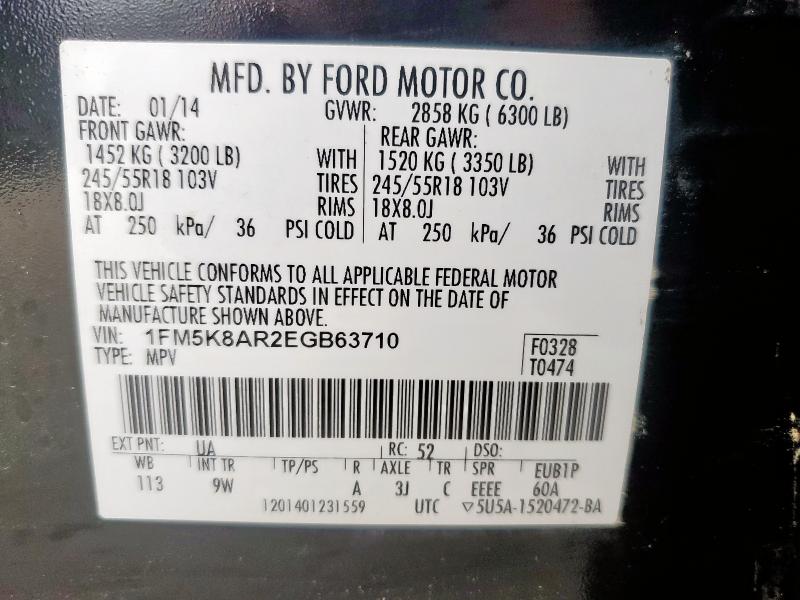 MFD. BY FORD MOTOR CO.
DATE: 01/14 GVWR: 2858 KG ( 6300 LB)
FRONT GAWR: REAR GAWR:
1452 KG ( 3200 LB) WITH 1520 KG ( 3350 LB) WITH
245/55R18 103V TIRES 245/55R18 103V TIRES
18X8.0J RIMS 18X8.0J RIMS
AT 250 kPa/ 36 PSI COLD AT 250 kPa/ 36 PSI COLD
THIS VEHICLE CONFORMS TO ALL APPLICABLE FEDERAL MOTOR
VEHICLE SAFETY STANDARDS IN EFFECT ON THE DATE OF
MANUFACTURE SHOWN ABOVE.
VIN: 1FM5K8AR2EGB63710 F0328
TYPE: MPV T0474
EXT PNT: UA RC: 52 DSO:
WB INT TR TP/PS R AXLE TR SPR EUB1P
113 9W A 3J C EEEE 60A
1201401231559 UTC ▽5U5A-1520472-BA